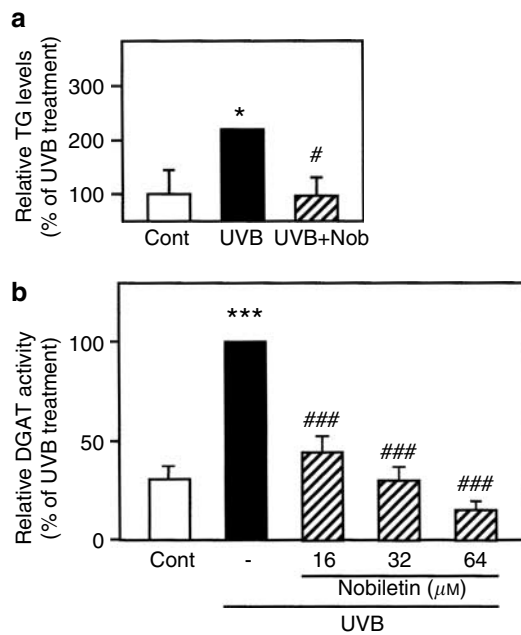 a
Relative TG levels
(% of UVB treatment)
300
200
100
*
#
Cont UVB UVB+Nob
b
Relative DGAT activity
(% of UVB treatment)
100
50
0
***
###
###
###
Cont - 16 32 64
Nobiletin (μM)
UVB